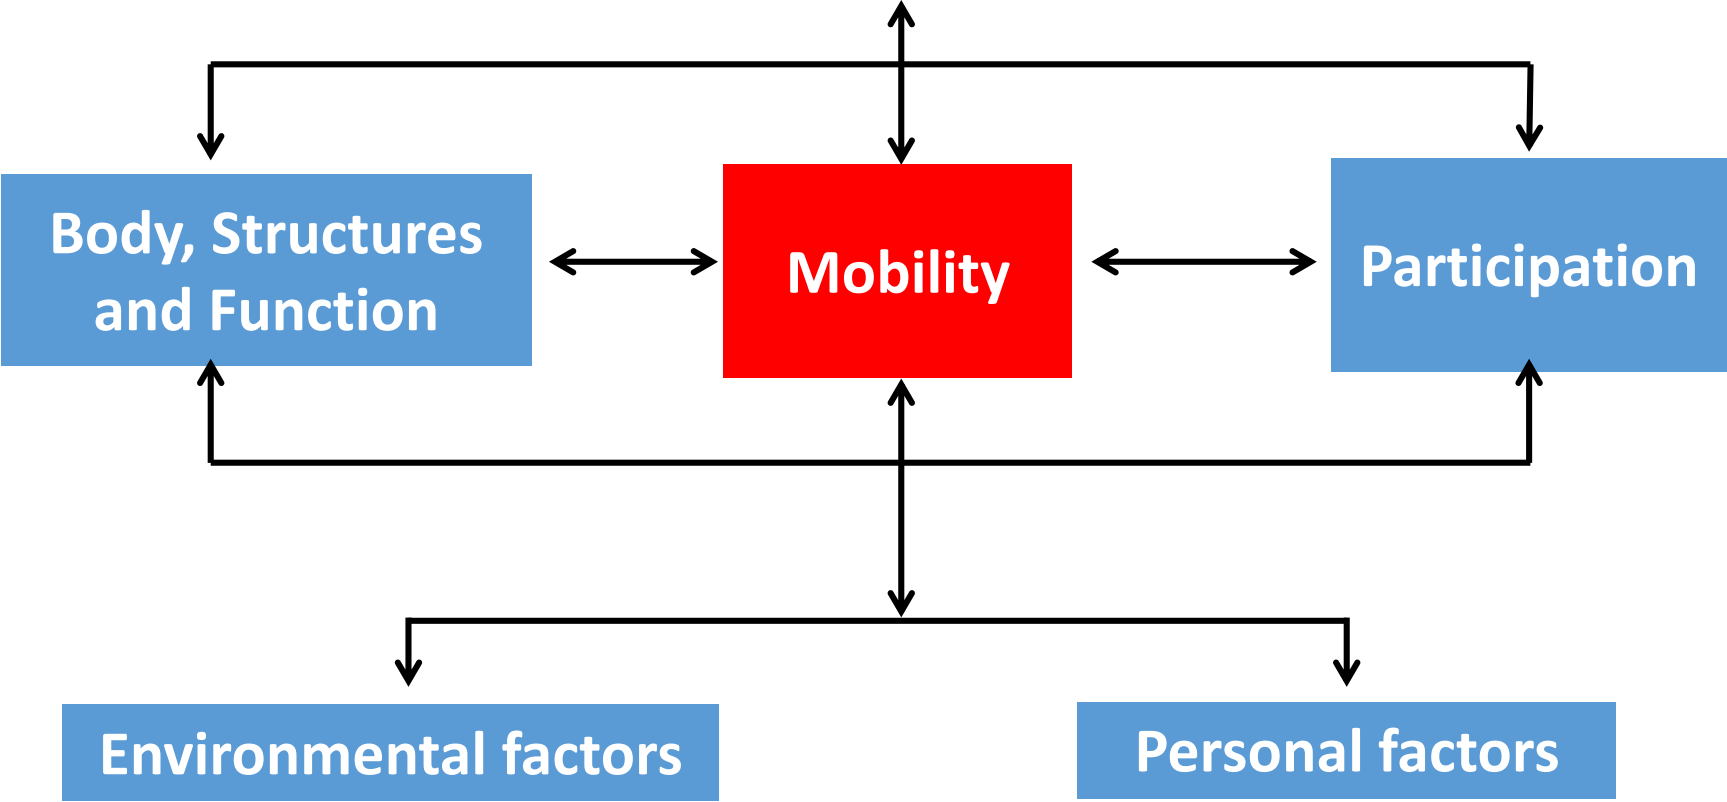 Body, Structures
and Function
Mobility
Participation
Environmental factors
Personal factors